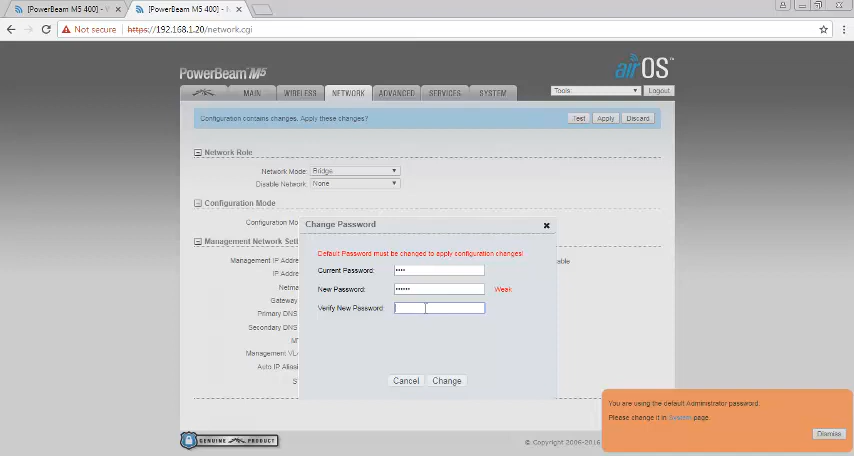 [PowerBeam M5 400] - 
[PowerBeam M5 400] - M
Not secure
https://192.168.1.20/network.cgi
PowerBeam M5
airOS™
MAIN
WIRELESS
NETWORK
ADVANCED
SERVICES
SYSTEM
Tools:
Logout
Configuration contains changes. Apply these changes?
Test
Apply
Discard
Network Role
Network Mode: Bridge
Disable Network: None
Configuration Mode
Configuration Mo
Change Password
Management Network Sett
Default Password must be changed to apply configuration changes!
Management IP Addre
able
Current Password: ••••
IP Addre
Netma
New Password: ••••••
Weak
Gateway
Verify New Password:
Primary DNS
Secondary DNS
MT
Management VLA
Auto IP Aliasi
S
Cancel
Change
You are using the default Administrator password.
Please change it in System page.
Dismiss
GENUINE PRODUCT
© Copyright 2006-2016